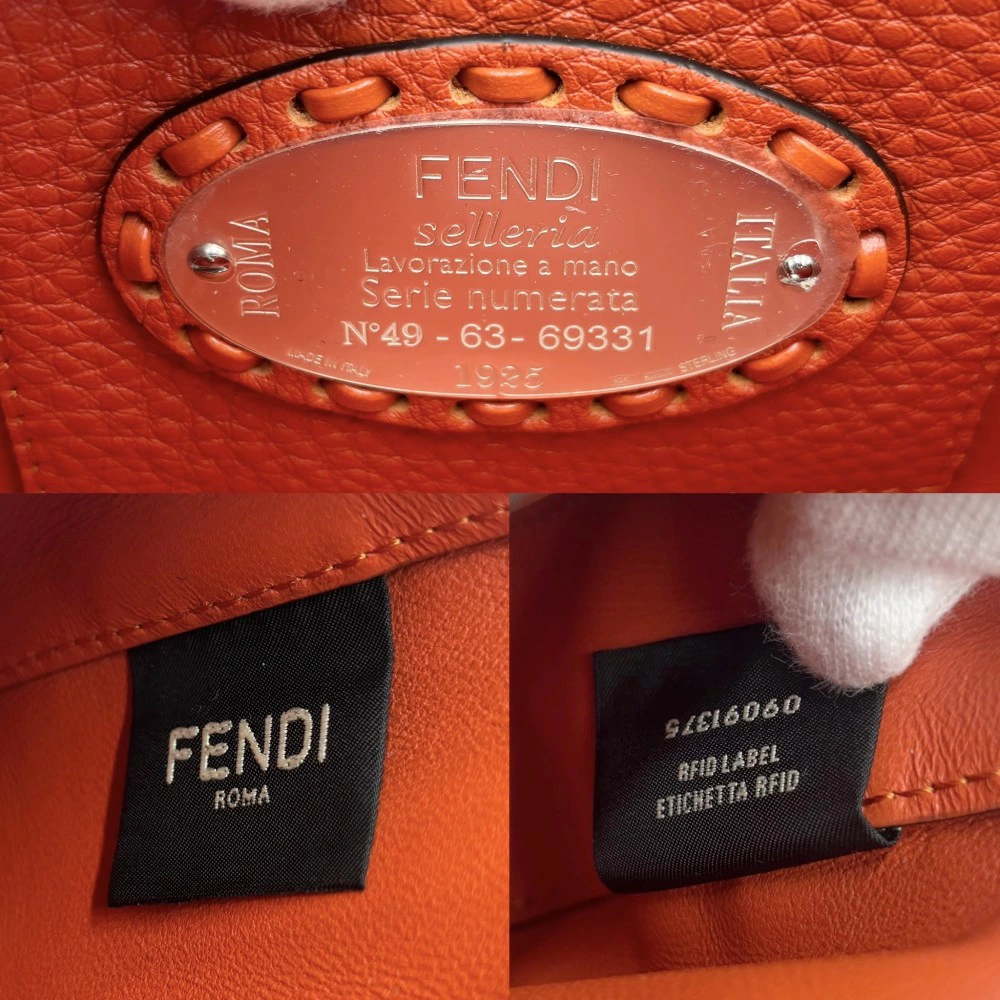 FENDI
selleria
ROMA
ITALIA
Lavorazione a mano
Serie numerata
N°49 - 63- 69331
MADE IN ITALY
1925
STERLING
FENDI
ROMA
09091375
RFID LABEL
ETICHETTA RFID